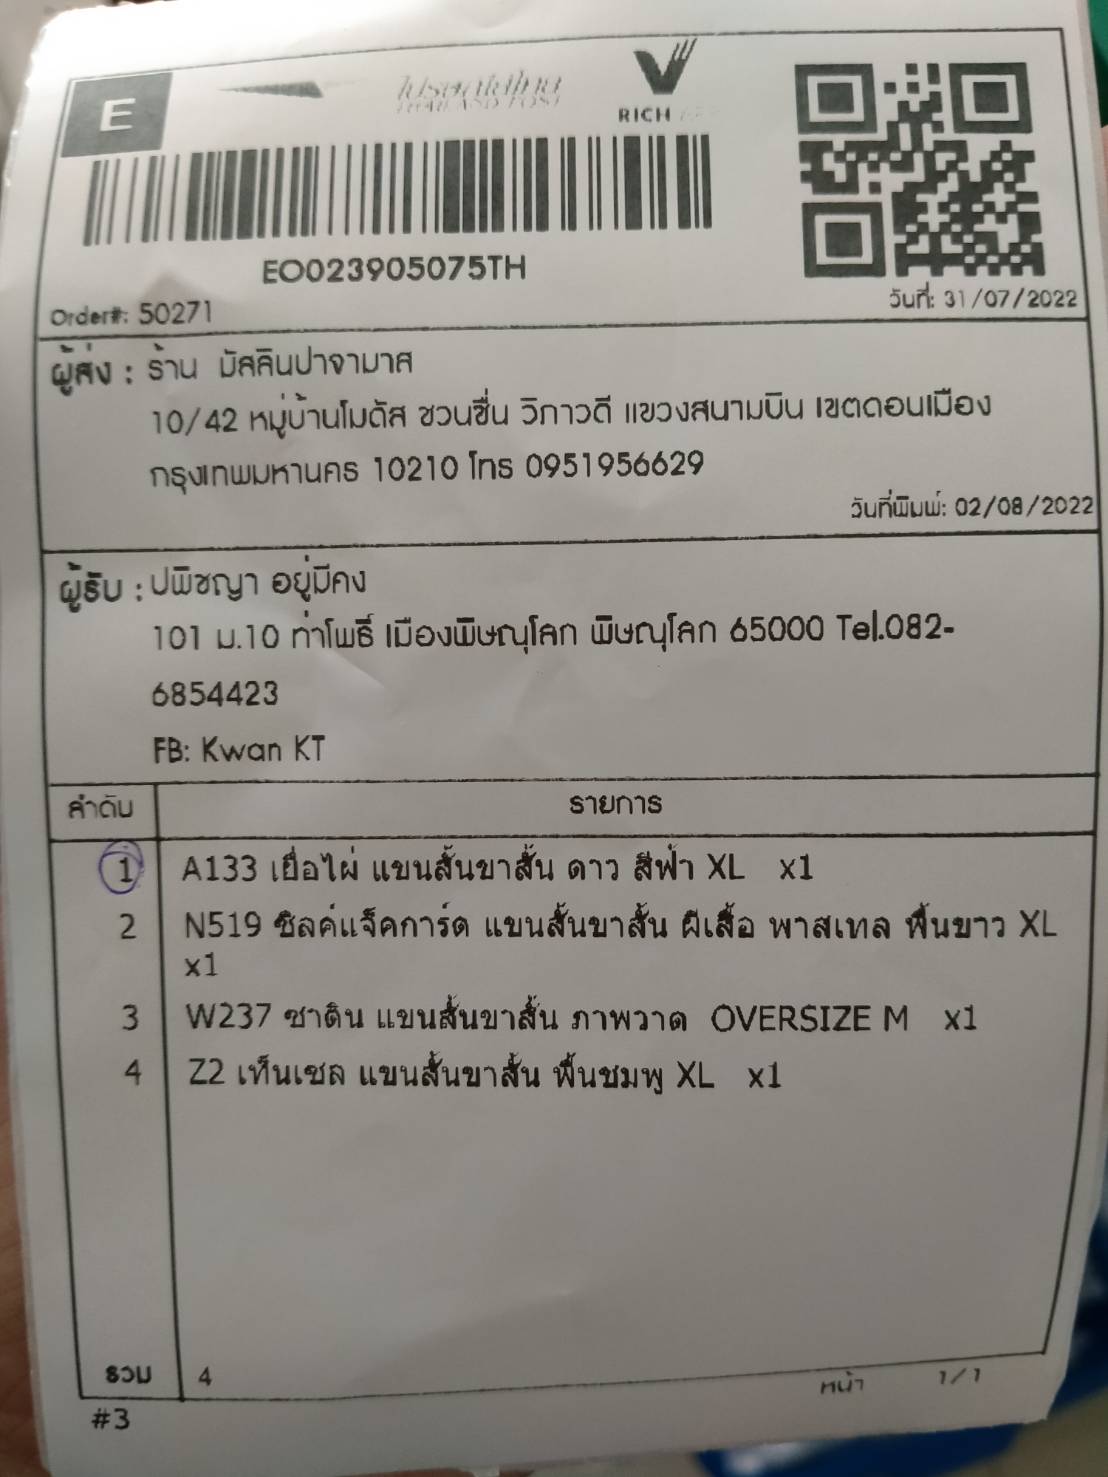 E
ไปรษณีย์ไทย
THAILAND POST
RICH
EO023905075TH
Order#: 50271
วันที่: 31/07/2022
ผู้ส่ง : ร้าน มัสลินปาจามาส
10/42 หมู่บ้านโมดัส ชวนชื่น วิภาวดี แขวงสนามบิน เขตดอนเมือง
กรุงเทพมหานคร 10210 โทร 0951956629
วันที่พิมพ์: 02/08/2022
ผู้รับ : ปพิชญา อยู่มีคง
101 ม.10 ท่าโพธิ์ เมืองพิษณุโลก พิษณุโลก 65000 Tel.082-
6854423
FB: Kwan KT
ลำดับ รายการ
1 A133 เยื่อไผ่ แขนสั้นขาสั้น ดาว สีฟ้า XL x1
2 N519 ซิลค์แจ็คการ์ด แขนสั้นขาสั้น ผีเสื้อ พาสเทล พื้นขาว XL
x1
3 W237 ซาติน แขนสั้นขาสั้น ภาพวาด OVERSIZE M x1
4 Z2 เท็นเซล แขนสั้นขาสั้น พื้นชมพู XL x1
รวม 4
หน้า 1/1
#3